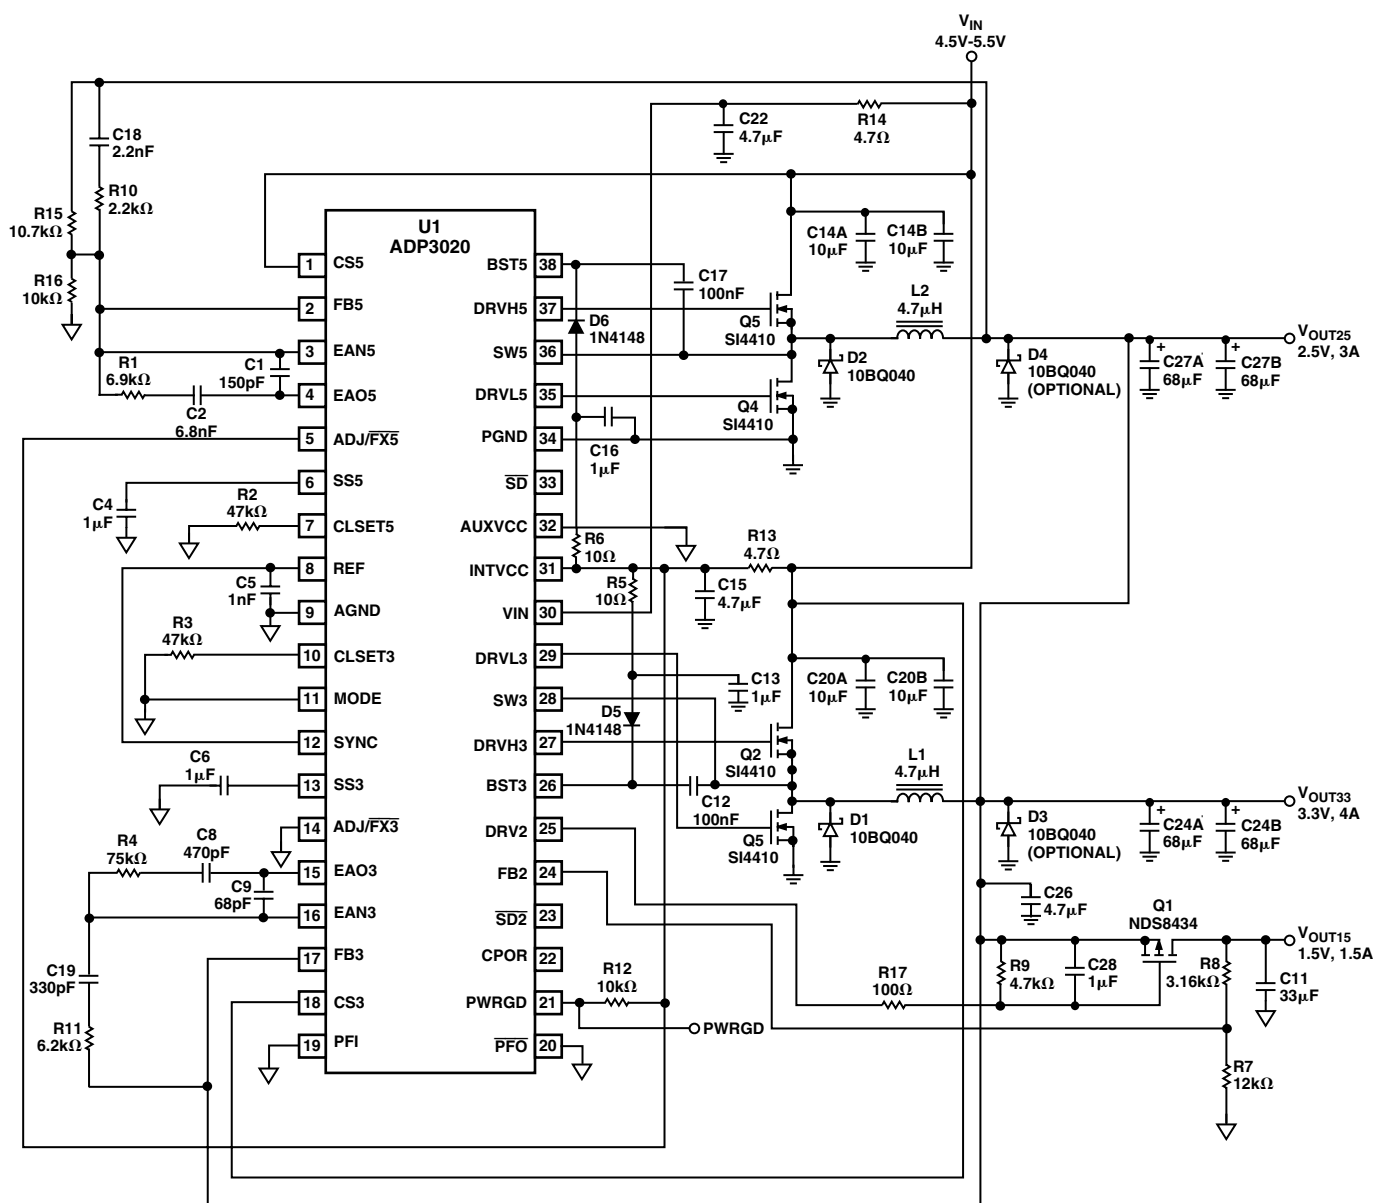 VIN
4.5V-5.5V
C18
2.2nF
C22
4.7μF
R14
4.7Ω
R10
2.2kΩ
R15
10.7kΩ
R16
10kΩ
U1
ADP3020
C14A
10μF
C14B
10μF
1
CS5
BST5
38
C17
100nF
2
FB5
DRVH5
37
D6
1N4148
Q5
SI4410
L2
4.7μH
VOUT25
2.5V, 3A
3
EAN5
SW5
36
R1
6.9kΩ
C1
150pF
D2
10BQ040
D4
10BQ040
(OPTIONAL)
C27A
68μF
+
C27B
68μF
+
4
EAO5
DRVL5
35
C2
6.8nF
Q4
SI4410
5
ADJ/FX5
PGND
34
C16
1μF
6
SS5
SD
33
C4
1μF
R2
47kΩ
7
CLSET5
AUXVCC
32
R6
10Ω
R13
4.7Ω
8
REF
INTVCC
31
C5
1nF
R5
10Ω
C15
4.7μF
9
AGND
VIN
30
R3
47kΩ
10
CLSET3
DRVL3
29
C13
1μF
C20A
10μF
C20B
10μF
11
MODE
SW3
28
D5
1N4148
12
SYNC
DRVH3
27
Q2
SI4410
L1
4.7μH
C6
1μF
13
SS3
BST3
26
C12
100nF
VOUT33
3.3V, 4A
14
ADJ/FX3
DRV2
25
Q5
SI4410
D1
10BQ040
D3
10BQ040
(OPTIONAL)
C24A
68μF
+
C24B
68μF
+
R4
75kΩ
C8
470pF
15
EAO3
FB2
24
C9
68pF
C26
4.7μF
16
EAN3
SD2
23
Q1
NDS8434
VOUT15
1.5V, 1.5A
17
FB3
CPOR
22
C19
330pF
R12
10kΩ
R17
100Ω
R9
4.7kΩ
C28
1μF
R8
3.16kΩ
C11
33μF
18
CS3
PWRGD
21
PWRGD
R11
6.2kΩ
19
PFI
PFO
20
R7
12kΩ